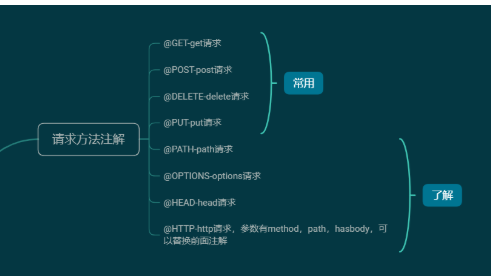 @GET-get请求
@POST-post请求
常用
@DELETE-delete请求
@PUT-put请求
请求方法注解
@PATH-path请求
@OPTIONS-options请求
了解
@HEAD-head请求
@HTTP-http请求，参数有method，path，hasbody，可
以替换前面注解